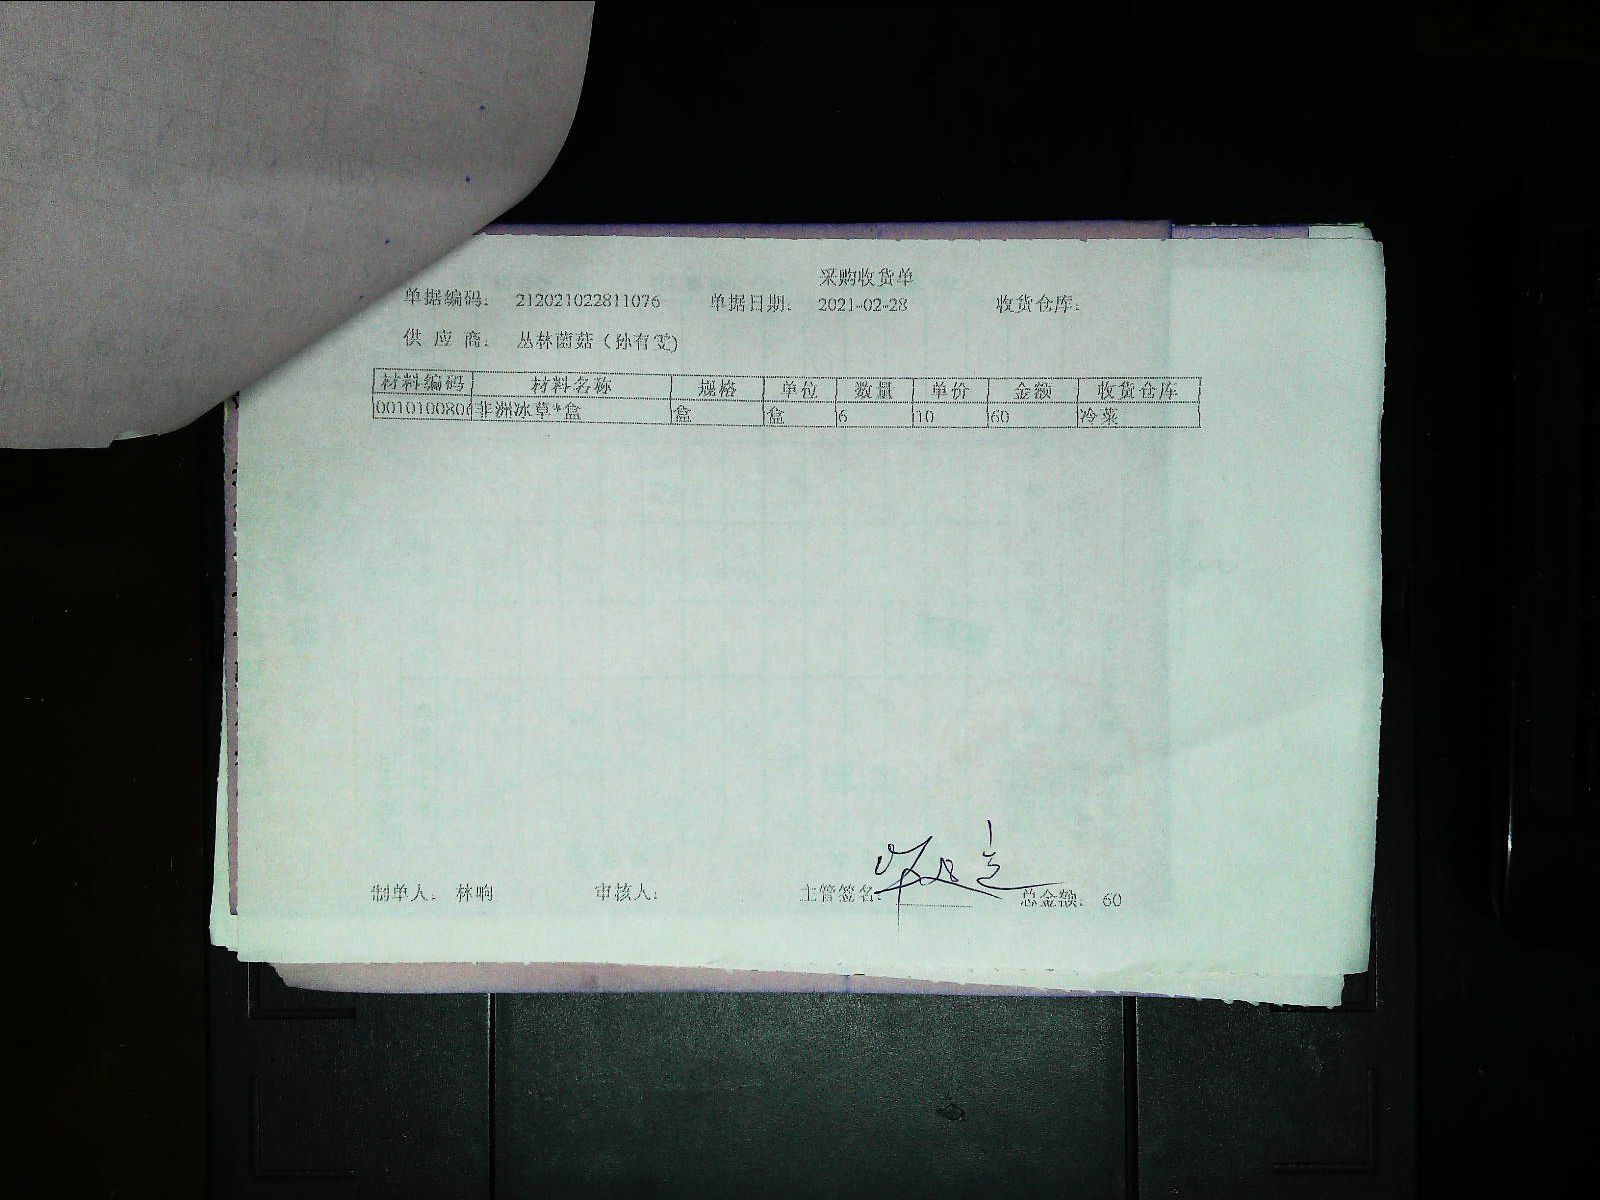 采购收货单
单据编码： 212021022811076 单据日期： 2021-02-28 收货仓库：
供 应 商： 丛林菌菇（孙有雯）
材料编码 材料名称 规格 单位 数量 单价 金额 收货仓库
0010100806 非洲冰草*盒 盒 盒 6 10 60 冷菜
制单人： 林响 审核人： 主管签名： 总金额： 60